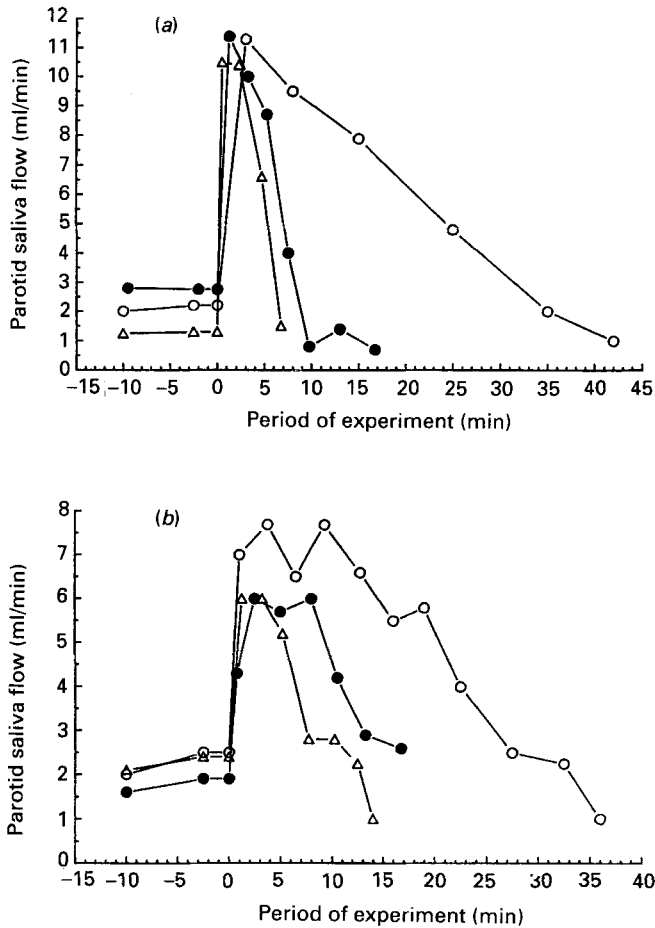 (a)
Parotid saliva flow (ml/min)
12
11
10
9
8
7
6
5
4
3
2
1
0
−15 −10 −5 0 5 10 15 20 25 30 35 40 45
Period of experiment (min)
(b)
Parotid saliva flow (ml/min)
8
7
6
5
4
3
2
1
0
−15 −10 −5 0 5 10 15 20 25 30 35 40
Period of experiment (min)